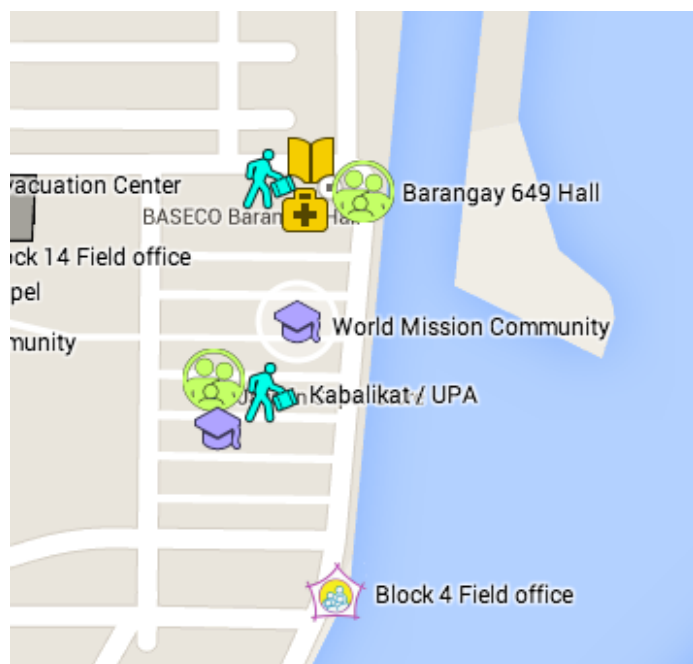 vacuation Center
Barangay 649 Hall
BASECO Baran Hall
ock 14 Field office
pel
World Mission Community
munity
Kabalikat / UPA
Block 4 Field office